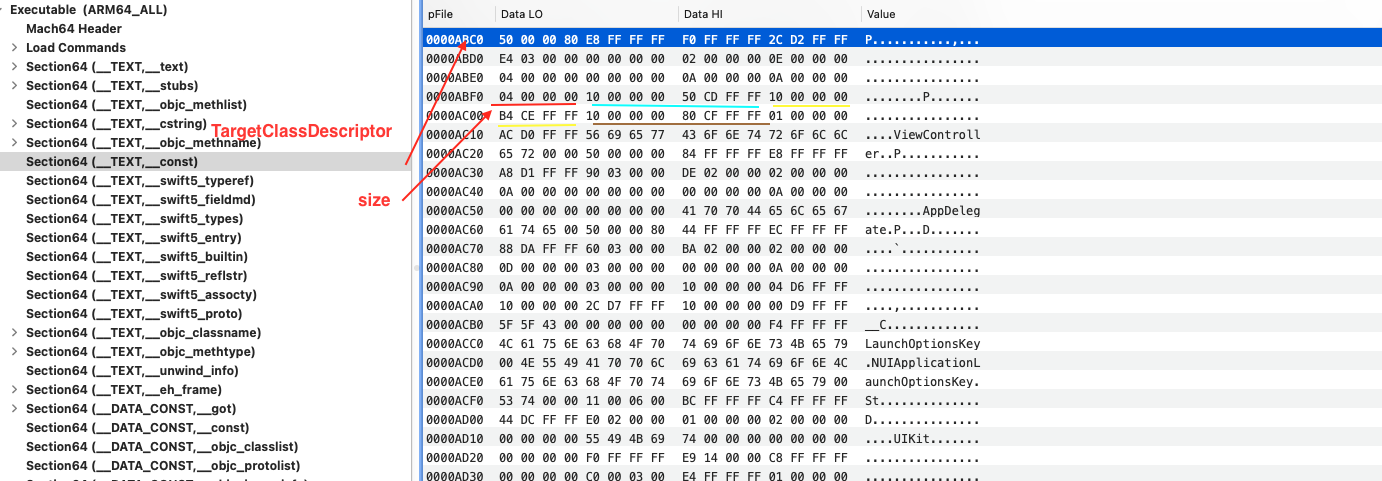 Executable (ARM64_ALL)
Mach64 Header
Load Commands
Section64 (__TEXT,__text)
Section64 (__TEXT,__stubs)
Section64 (__TEXT,__objc_methlist)
Section64 (__TEXT,__cstring)
TargetClassDescriptor
Section64 (__TEXT,__objc_methname)
Section64 (__TEXT,__const)
Section64 (__TEXT,__swift5_typeref)
size
Section64 (__TEXT,__swift5_fieldmd)
Section64 (__TEXT,__swift5_types)
Section64 (__TEXT,__swift5_entry)
Section64 (__TEXT,__swift5_builtin)
Section64 (__TEXT,__swift5_reflstr)
Section64 (__TEXT,__swift5_assocty)
Section64 (__TEXT,__swift5_proto)
Section64 (__TEXT,__objc_classname)
Section64 (__TEXT,__objc_methtype)
Section64 (__TEXT,__unwind_info)
Section64 (__TEXT,__eh_frame)
Section64 (__DATA_CONST,__got)
Section64 (__DATA_CONST,__const)
Section64 (__DATA_CONST,__objc_classlist)
Section64 (__DATA_CONST,__objc_protolist)
pFile Data LO Data HI Value
0000ABC0 50 00 00 80 E8 FF FF FF F0 FF FF FF 2C D2 FF FF P...........,...
0000ABD0 E4 03 00 00 00 00 00 00 02 00 00 00 0E 00 00 00 ................
0000ABE0 04 00 00 00 00 00 00 00 0A 00 00 00 0A 00 00 00 ................
0000ABF0 04 00 00 00 10 00 00 00 50 CD FF FF 10 00 00 00 ........P.......
0000AC00 B4 CE FF FF 10 00 00 00 80 CF FF FF 01 00 00 00 ................
0000AC10 AC D0 FF FF 56 69 65 77 43 6F 6E 74 72 6F 6C 6C ....ViewControll
0000AC20 65 72 00 00 50 00 00 00 84 FF FF FF E8 FF FF FF er..P...........
0000AC30 A8 D1 FF FF 90 03 00 00 DE 02 00 00 02 00 00 00 ................
0000AC40 0A 00 00 00 00 00 00 00 00 00 00 00 0A 00 00 00 ................
0000AC50 00 00 00 00 00 00 00 00 41 70 70 44 65 6C 65 67 ........AppDeleg
0000AC60 61 74 65 00 50 00 00 80 44 FF FF FF EC FF FF FF ate.P...D.......
0000AC70 88 DA FF FF 60 03 00 00 BA 02 00 00 02 00 00 00 ....`...........
0000AC80 0D 00 00 00 03 00 00 00 00 00 00 00 0A 00 00 00 ................
0000AC90 0A 00 00 00 03 00 00 00 10 00 00 00 04 D6 FF FF ................
0000ACA0 10 00 00 00 2C D7 FF FF 10 00 00 00 00 D9 FF FF ....,...........
0000ACB0 5F 5F 43 00 00 00 00 00 00 00 00 00 F4 FF FF FF __C.............
0000ACC0 4C 61 75 6E 63 68 4F 70 74 69 6F 6E 73 4B 65 79 LaunchOptionsKey
0000ACD0 00 4E 55 49 41 70 70 6C 69 63 61 74 69 6F 6E 4C .NUIApplicationL
0000ACE0 61 75 6E 63 68 4F 70 74 69 6F 6E 73 4B 65 79 00 aunchOptionsKey.
0000ACF0 53 74 00 00 11 00 06 00 BC FF FF FF C4 FF FF FF St..............
0000AD00 44 DC FF FF E0 02 00 00 01 00 00 00 02 00 00 00 D...............
0000AD10 00 00 00 00 55 49 4B 69 74 00 00 00 00 00 00 00 ....UIKit.......
0000AD20 00 00 00 00 F0 FF FF FF E9 14 00 00 C8 FF FF FF ................
0000AD30 00 00 00 00 C0 00 03 00 E4 FF FF FF 01 00 00 00 ................